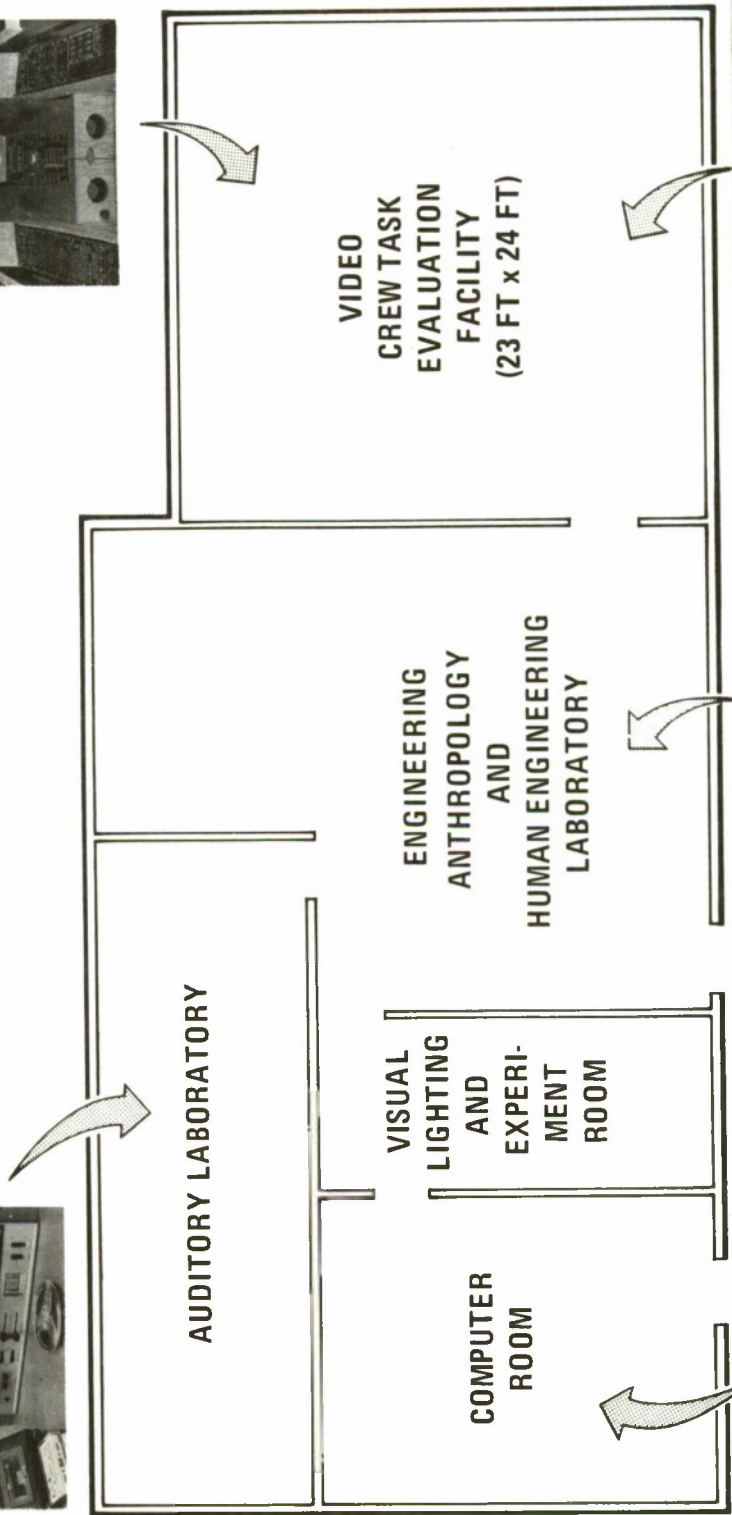 AUDITORY LABORATORY
COMPUTER
ROOM
VISUAL
LIGHTING
AND
EXPERI-
MENT
ROOM
ENGINEERING
ANTHROPOLOGY
AND
HUMAN ENGINEERING
LABORATORY
VIDEO
CREW TASK
EVALUATION
FACILITY
(23 FT x 24 FT)